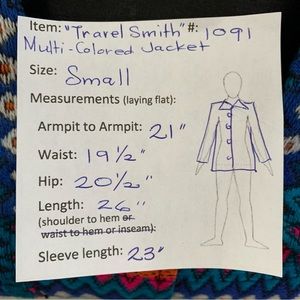 Item: "Travel Smith" #: 1091
Multi-Colored Jacket
Size: Small
Measurements (laying flat):
Armpit to Armpit: 21"
Waist: 19 1/2"
Hip: 20 1/2"
Length: 26"
(shoulder to hem or
waist to hem or inseam):
Sleeve length: 23"